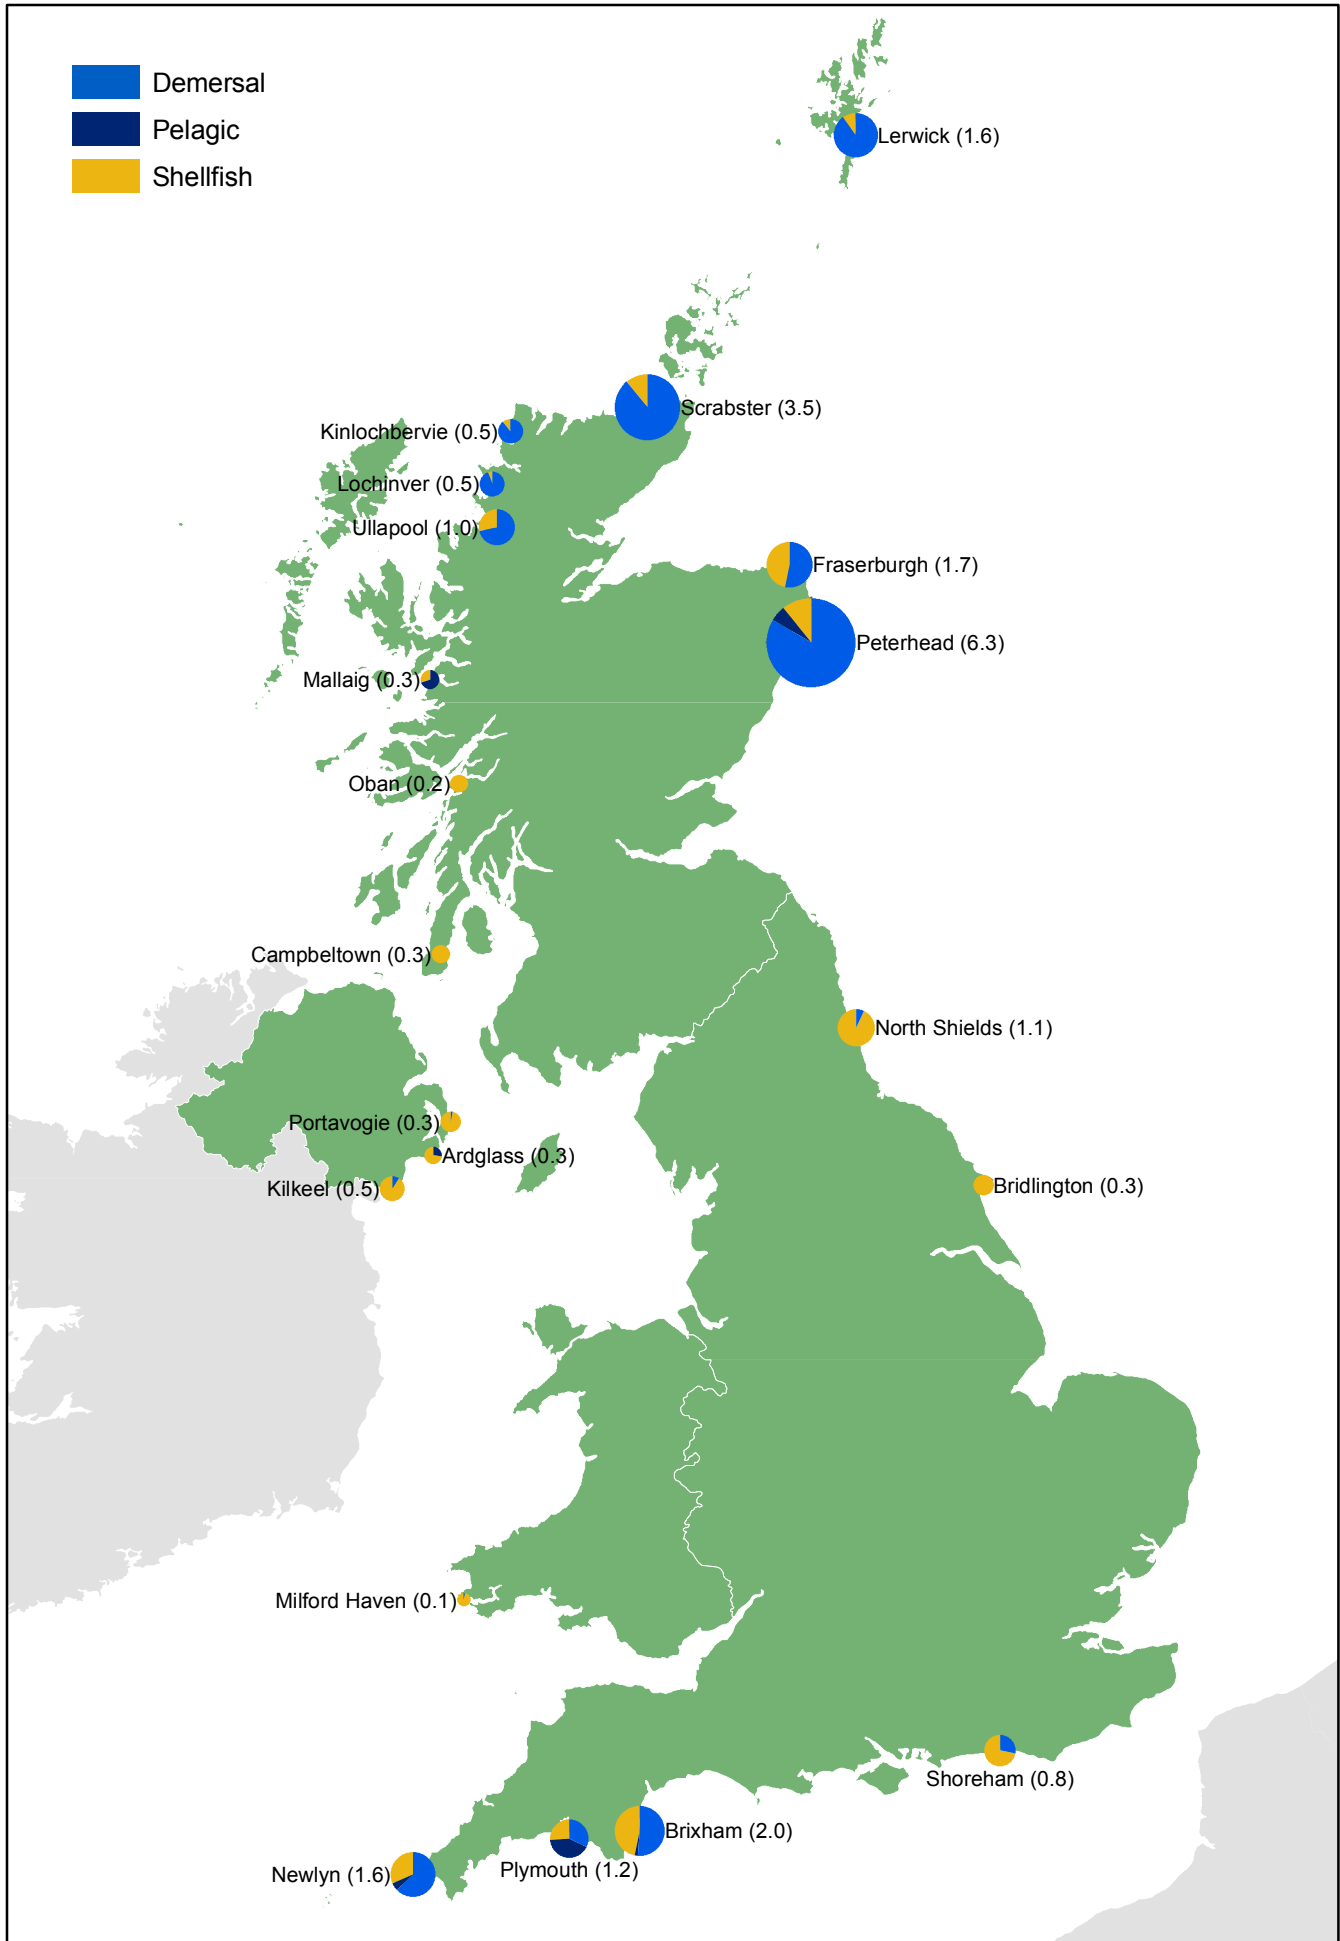 Demersal
Pelagic
Shellfish
Lerwick (1.6)
Scrabster (3.5)
Kinlochbervie (0.5)
Lochinver (0.5)
Ullapool (1.0)
Fraserburgh (1.7)
Peterhead (6.3)
Mallaig (0.3)
Oban (0.2)
Campbeltown (0.3)
North Shields (1.1)
Portavogie (0.3)
Ardglass (0.3)
Kilkeel (0.5)
Bridlington (0.3)
Milford Haven (0.1)
Shoreham (0.8)
Brixham (2.0)
Plymouth (1.2)
Newlyn (1.6)